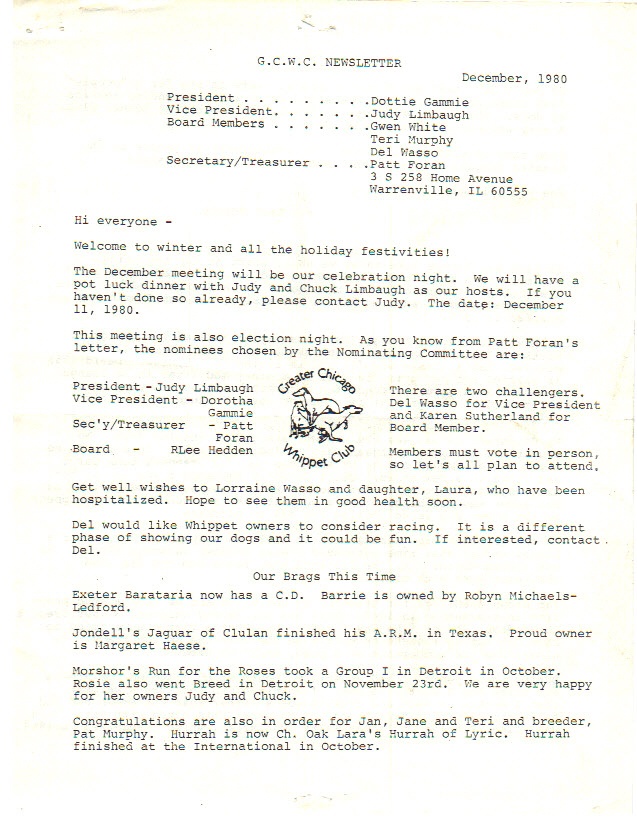 G.C.W.C. NEWSLETTER
December, 1980
President . . . . . . . . .Dottie Gammie
Vice President. . . . . . .Judy Limbaugh
Board Members . . . . . . .Gwen White
Teri Murphy
Del Wasso
Secretary/Treasurer . . . .Patt Foran
3 S 258 Home Avenue
Warrenville, IL 60555
Hi everyone -
Welcome to winter and all the holiday festivities!
The December meeting will be our celebration night. We will have a
pot luck dinner with Judy and Chuck Limbaugh as our hosts. If you
haven't done so already, please contact Judy. The date: December
11, 1980.
This meeting is also election night. As you know from Patt Foran's
letter, the nominees chosen by the Nominating Committee are:
President - Judy Limbaugh
Vice President - Dorotha
Gammie
Sec'y/Treasurer - Patt
Foran
Board - RLee Hedden
Greater Chicago
Whippet Club
There are two challengers.
Del Wasso for Vice President
and Karen Sutherland for
Board Member.
Members must vote in person,
so let's all plan to attend.
Get well wishes to Lorraine Wasso and daughter, Laura, who have been
hospitalized. Hope to see them in good health soon.
Del would like Whippet owners to consider racing. It is a different
phase of showing our dogs and it could be fun. If interested, contact
Del.
Our Brags This Time
Exeter Barataria now has a C.D. Barrie is owned by Robyn Michaels-
Ledford.
Jondell's Jaguar of Clulan finished his A.R.M. in Texas. Proud owner
is Margaret Haese.
Morshor's Run for the Roses took a Group I in Detroit in October.
Rosie also went Breed in Detroit on November 23rd. We are very happy
for her owners Judy and Chuck.
Congratulations are also in order for Jan, Jane and Teri and breeder,
Pat Murphy. Hurrah is now Ch. Oak Lara's Hurrah of Lyric. Hurrah
finished at the International in October.